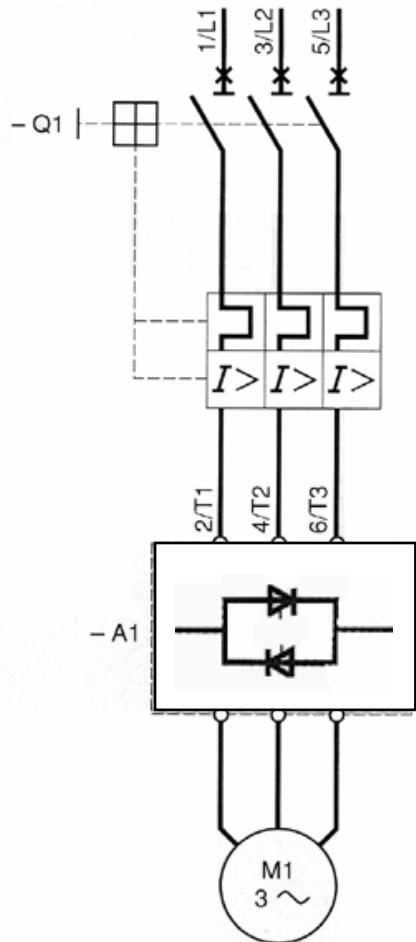 1/L1 3/L2 5/L3
– Q1
I> I> I>
2/T1 4/T2 6/T3
– A1
M1
3 ~